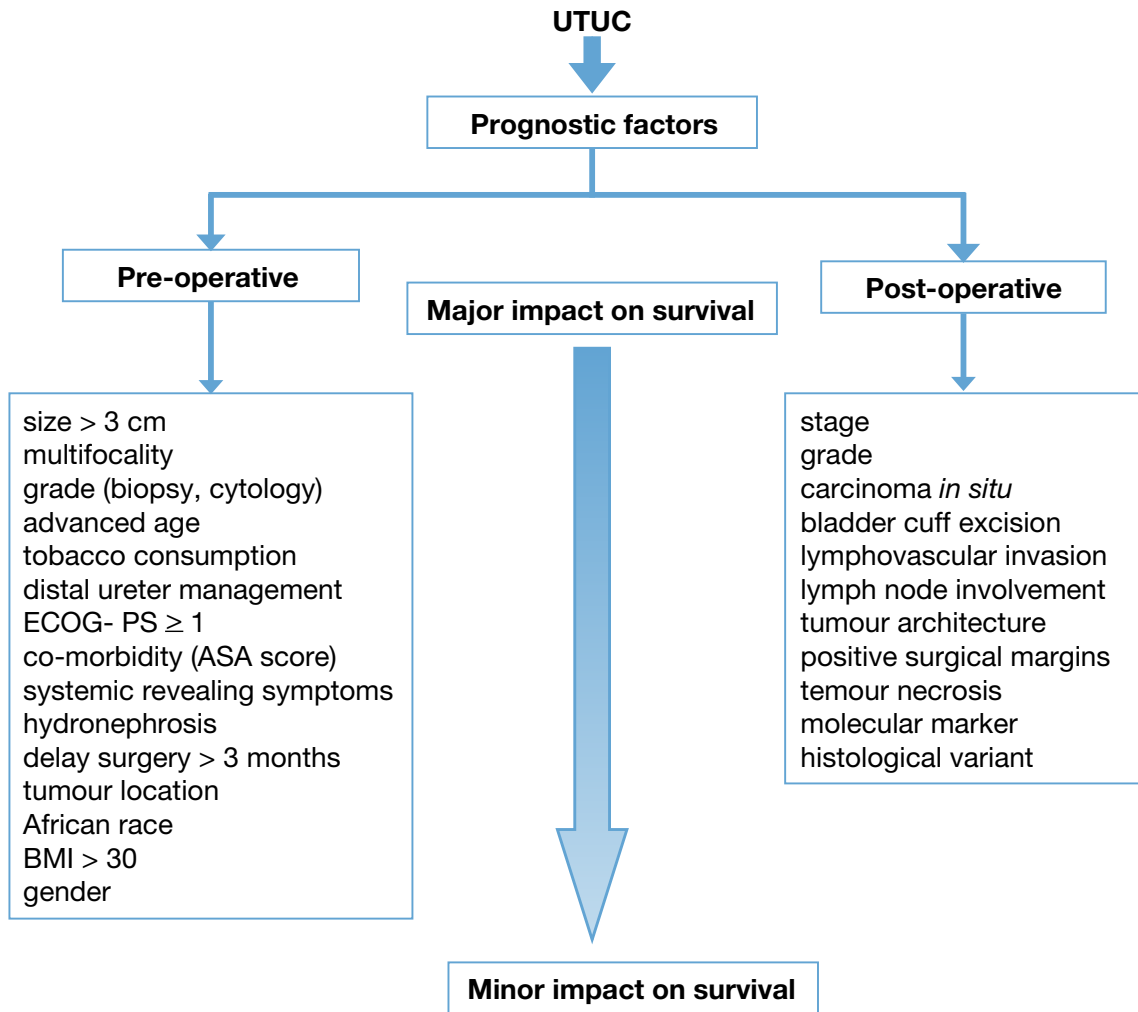 UTUC
Prognostic factors
Pre-operative
Post-operative
Major impact on survival
size > 3 cm
multifocality
grade (biopsy, cytology)
advanced age
tobacco consumption
distal ureter management
ECOG- PS ≥ 1
co-morbidity (ASA score)
systemic revealing symptoms
hydronephrosis
delay surgery > 3 months
tumour location
African race
BMI > 30
gender
stage
grade
carcinoma in situ
bladder cuff excision
lymphovascular invasion
lymph node involvement
tumour architecture
positive surgical margins
temour necrosis
molecular marker
histological variant
Minor impact on survival